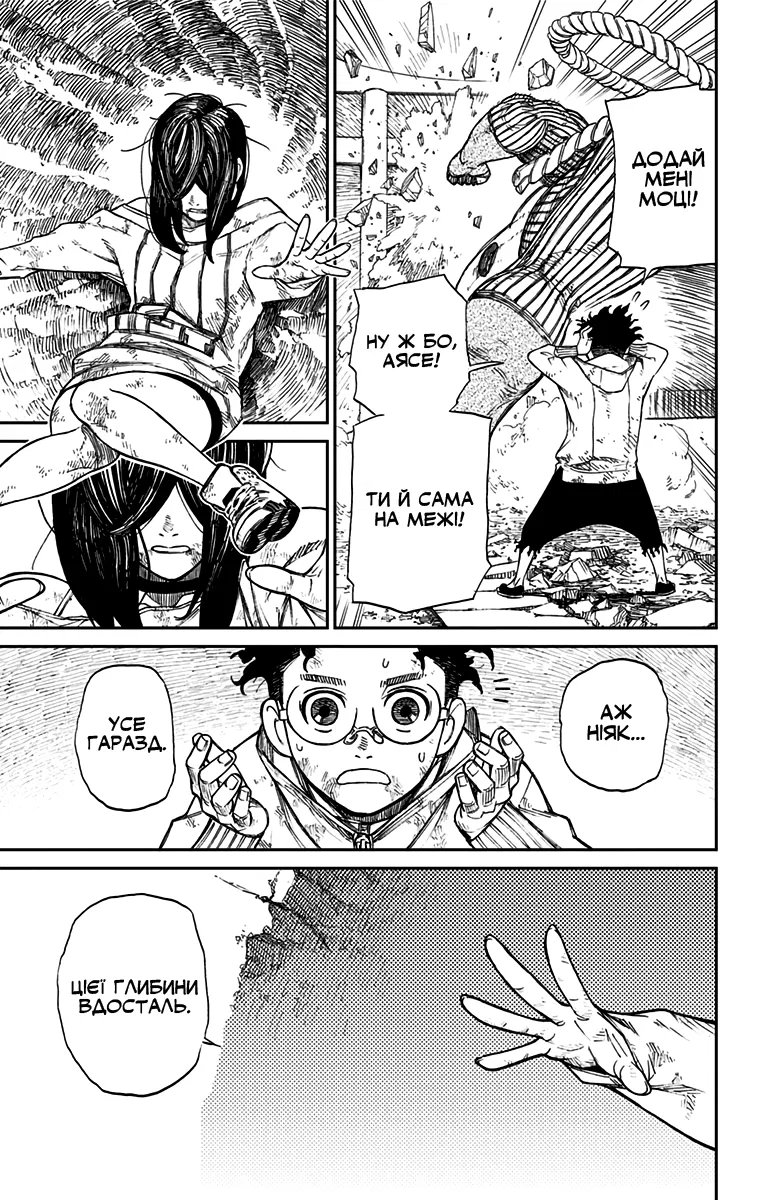 ДОДАЙ
МЕНІ
МОЦІ!
НУ Ж БО,
АЯСЕ!
ТИ Й САМА
НА МЕЖІ!
АЖ
НІЯК...
УСЕ
ГАРАЗД.
ЦІЄЇ ГЛИБИНИ
ВДОСТАЛЬ.